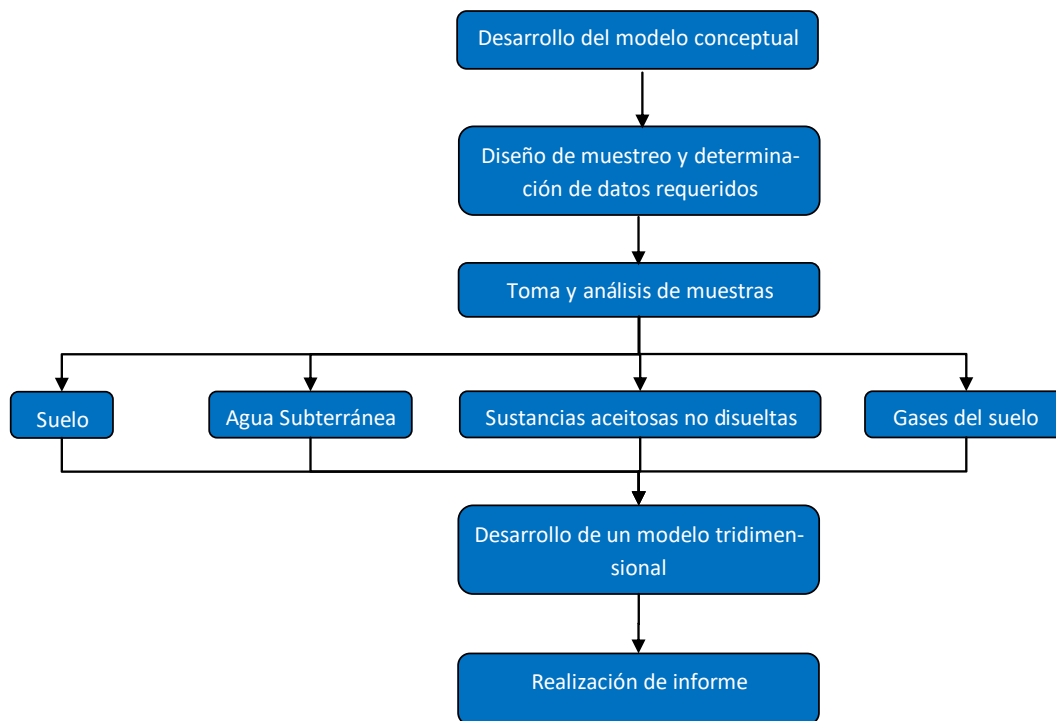 Desarrollo del modelo conceptual
Diseño de muestreo y determina-
ción de datos requeridos
Toma y análisis de muestras
Suelo
Agua Subterránea
Sustancias aceitosas no disueltas
Gases del suelo
Desarrollo de un modelo tridimen-
sional
Realización de informe